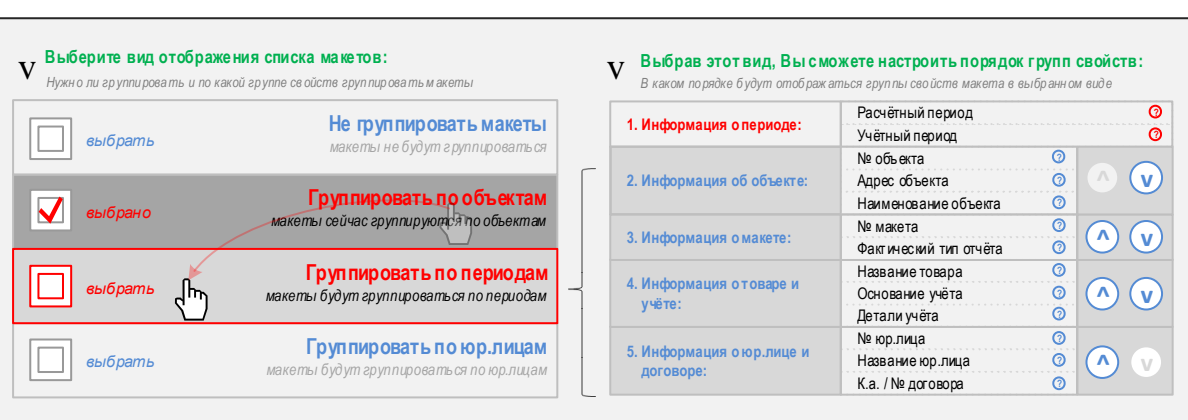 v Выберите вид отображения списка макетов:
Нужно ли группировать и по какой группе свойств группировать макеты
выбрать
Не группировать макеты
макеты не будут группироваться
выбрано
Группировать по объектам
макеты сейчас группируются по объектам
выбрать
Группировать по периодам
макеты будут группироваться по периодам
выбрать
Группировать по юр.лицам
макеты будут группироваться по юр.лицам
v Выбрав этот вид, Вы сможете настроить порядок групп свойств:
В каком порядке будут отображаться группы свойств макета в выбранном виде
1. Информация о периоде:
Расчётный период ?
Учётный период ?
2. Информация об объекте:
№ объекта ?
Адрес объекта ?
Наименование объекта ?
^ v
3. Информация о макете:
№ макета ?
Фактический тип отчёта ?
^ v
4. Информация о товаре и
учёте:
Название товара ?
Основание учёта ?
Детали учёта ?
^ v
5. Информация о юр.лице и
договоре:
№ юр.лица ?
Название юр.лица ?
К.а. / № договора ?
^ v